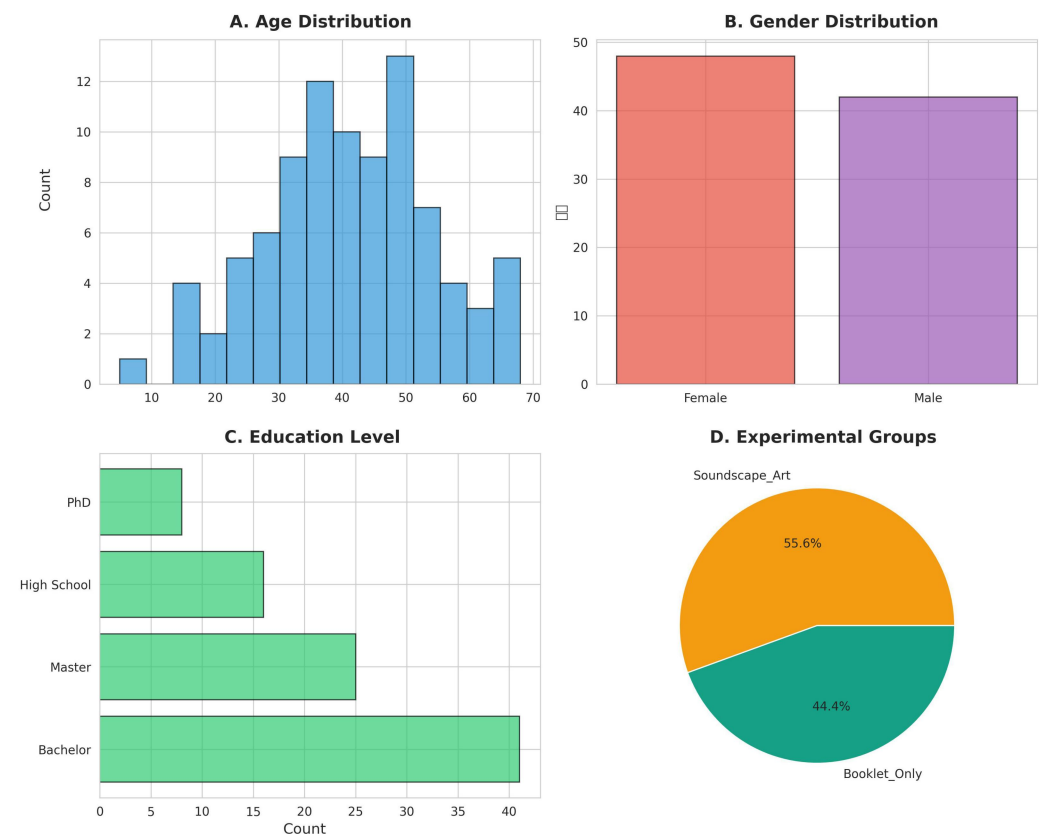 A. Age Distribution
Count
12
10
8
6
4
2
0
10
20
30
40
50
60
70
B. Gender Distribution
50
40
30
20
10
0
Female
Male
C. Education Level
PhD
High School
Master
Bachelor
0
5
10
15
20
25
30
35
40
Count
D. Experimental Groups
Soundscape_Art
55.6%
44.4%
Booklet_Only